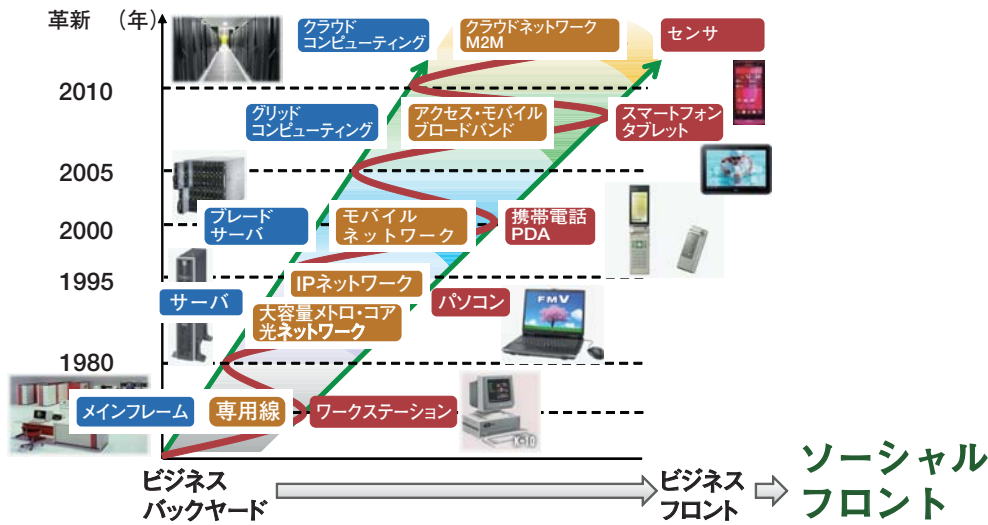 革新 (年)
クラウド
コンピューティング
クラウドネットワーク
M2M
センサ
2010
グリッド
コンピューティング
アクセス・モバイル
ブロードバンド
スマートフォン
タブレット
2005
ブレード
サーバ
モバイル
ネットワーク
携帯電話
PDA
2000
1995
IPネットワーク
サーバ
大容量メトロ・コア
光ネットワーク
パソコン
FMV
1980
メインフレーム
専用線
ワークステーション
K-10
ビジネス
バックヤード
ビジネス
フロント
ソーシャル
フロント